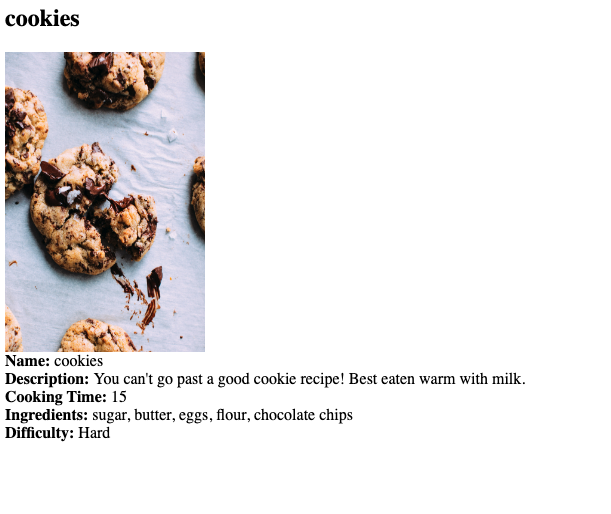 cookies
Name: cookies
Description: You can't go past a good cookie recipe! Best eaten warm with milk.
Cooking Time: 15
Ingredients: sugar, butter, eggs, flour, chocolate chips
Difficulty: Hard